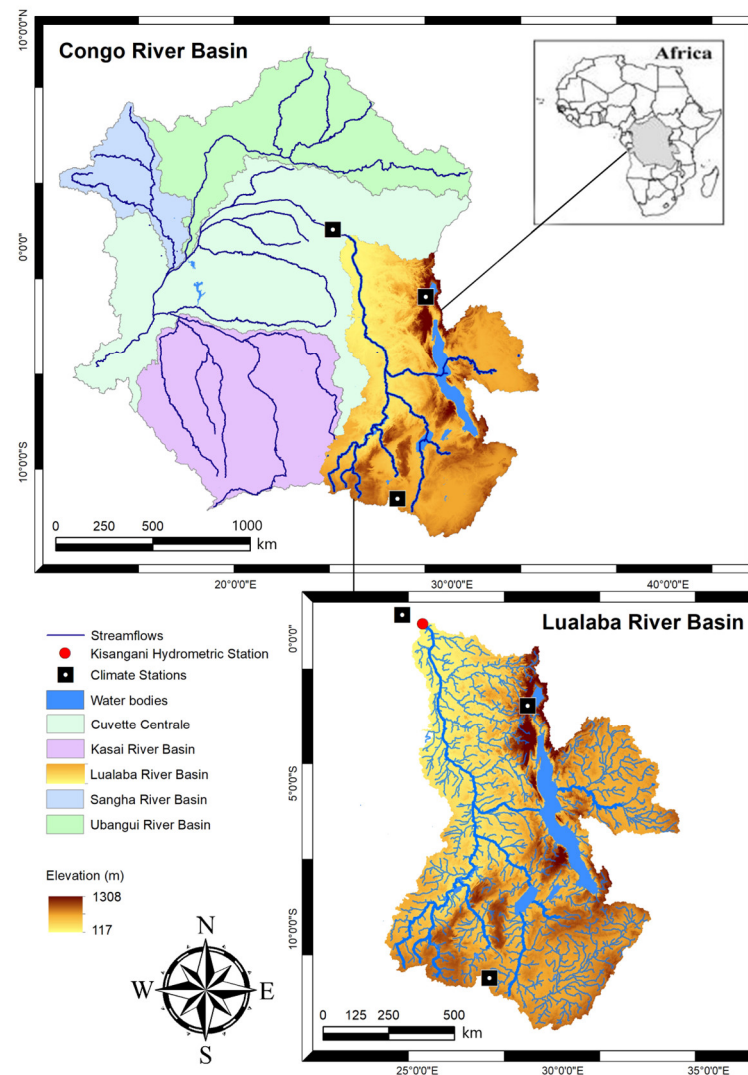 10°0'0"N
Congo River Basin
Africa
0°0'0"
10°0'0"S
0 250 500 1000
km
20°0'0"E 30°0'0"E 40°0'0"E
Lualaba River Basin
0°0'0"
5°0'0"S
10°0'0"S
Streamflows
Kisangani Hydrometric Station
Climate Stations
Water bodies
Cuvette Centrale
Kasai River Basin
Lualaba River Basin
Sangha River Basin
Ubangui River Basin
Elevation (m)
1308
117
N
W E
S
0 125 250 500
km
25°0'0"E 30°0'0"E 35°0'0"E